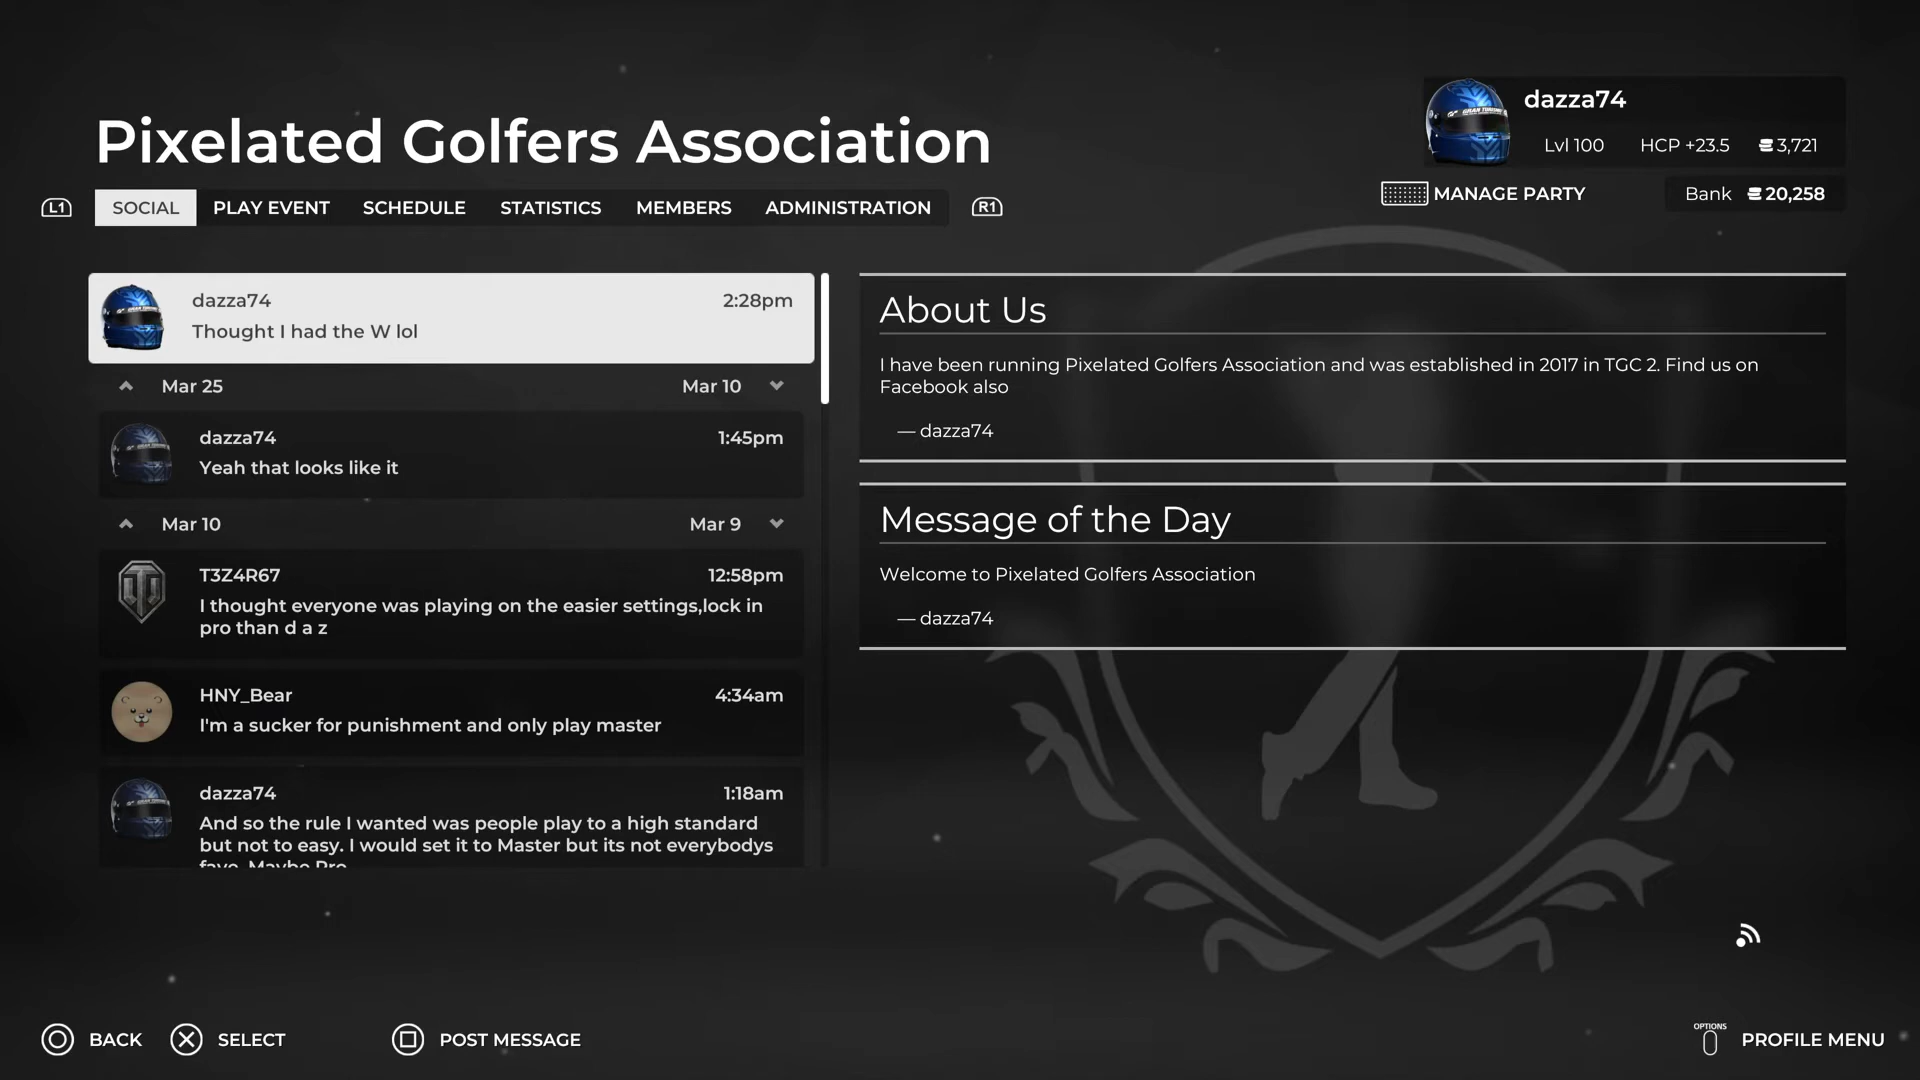 Pixelated Golfers Association
dazza74
Lvl 100 HCP +23.5 3,721
MANAGE PARTY Bank 20,258
L1 SOCIAL PLAY EVENT SCHEDULE STATISTICS MEMBERS ADMINISTRATION R1
dazza74 2:28pm
Thought I had the W lol
Mar 25 Mar 10
dazza74 1:45pm
Yeah that looks like it
Mar 10 Mar 9
T3Z4R67 12:58pm
I thought everyone was playing on the easier settings,lock in
pro than d a z
HNY_Bear 4:34am
I'm a sucker for punishment and only play master
dazza74 1:18am
And so the rule I wanted was people play to a high standard
but not to easy. I would set it to Master but its not everybodys
fave. Maybe Pro
About Us
I have been running Pixelated Golfers Association and was established in 2017 in TGC 2. Find us on
Facebook also
— dazza74
Message of the Day
Welcome to Pixelated Golfers Association
— dazza74
BACK SELECT POST MESSAGE
OPTIONS
PROFILE MENU